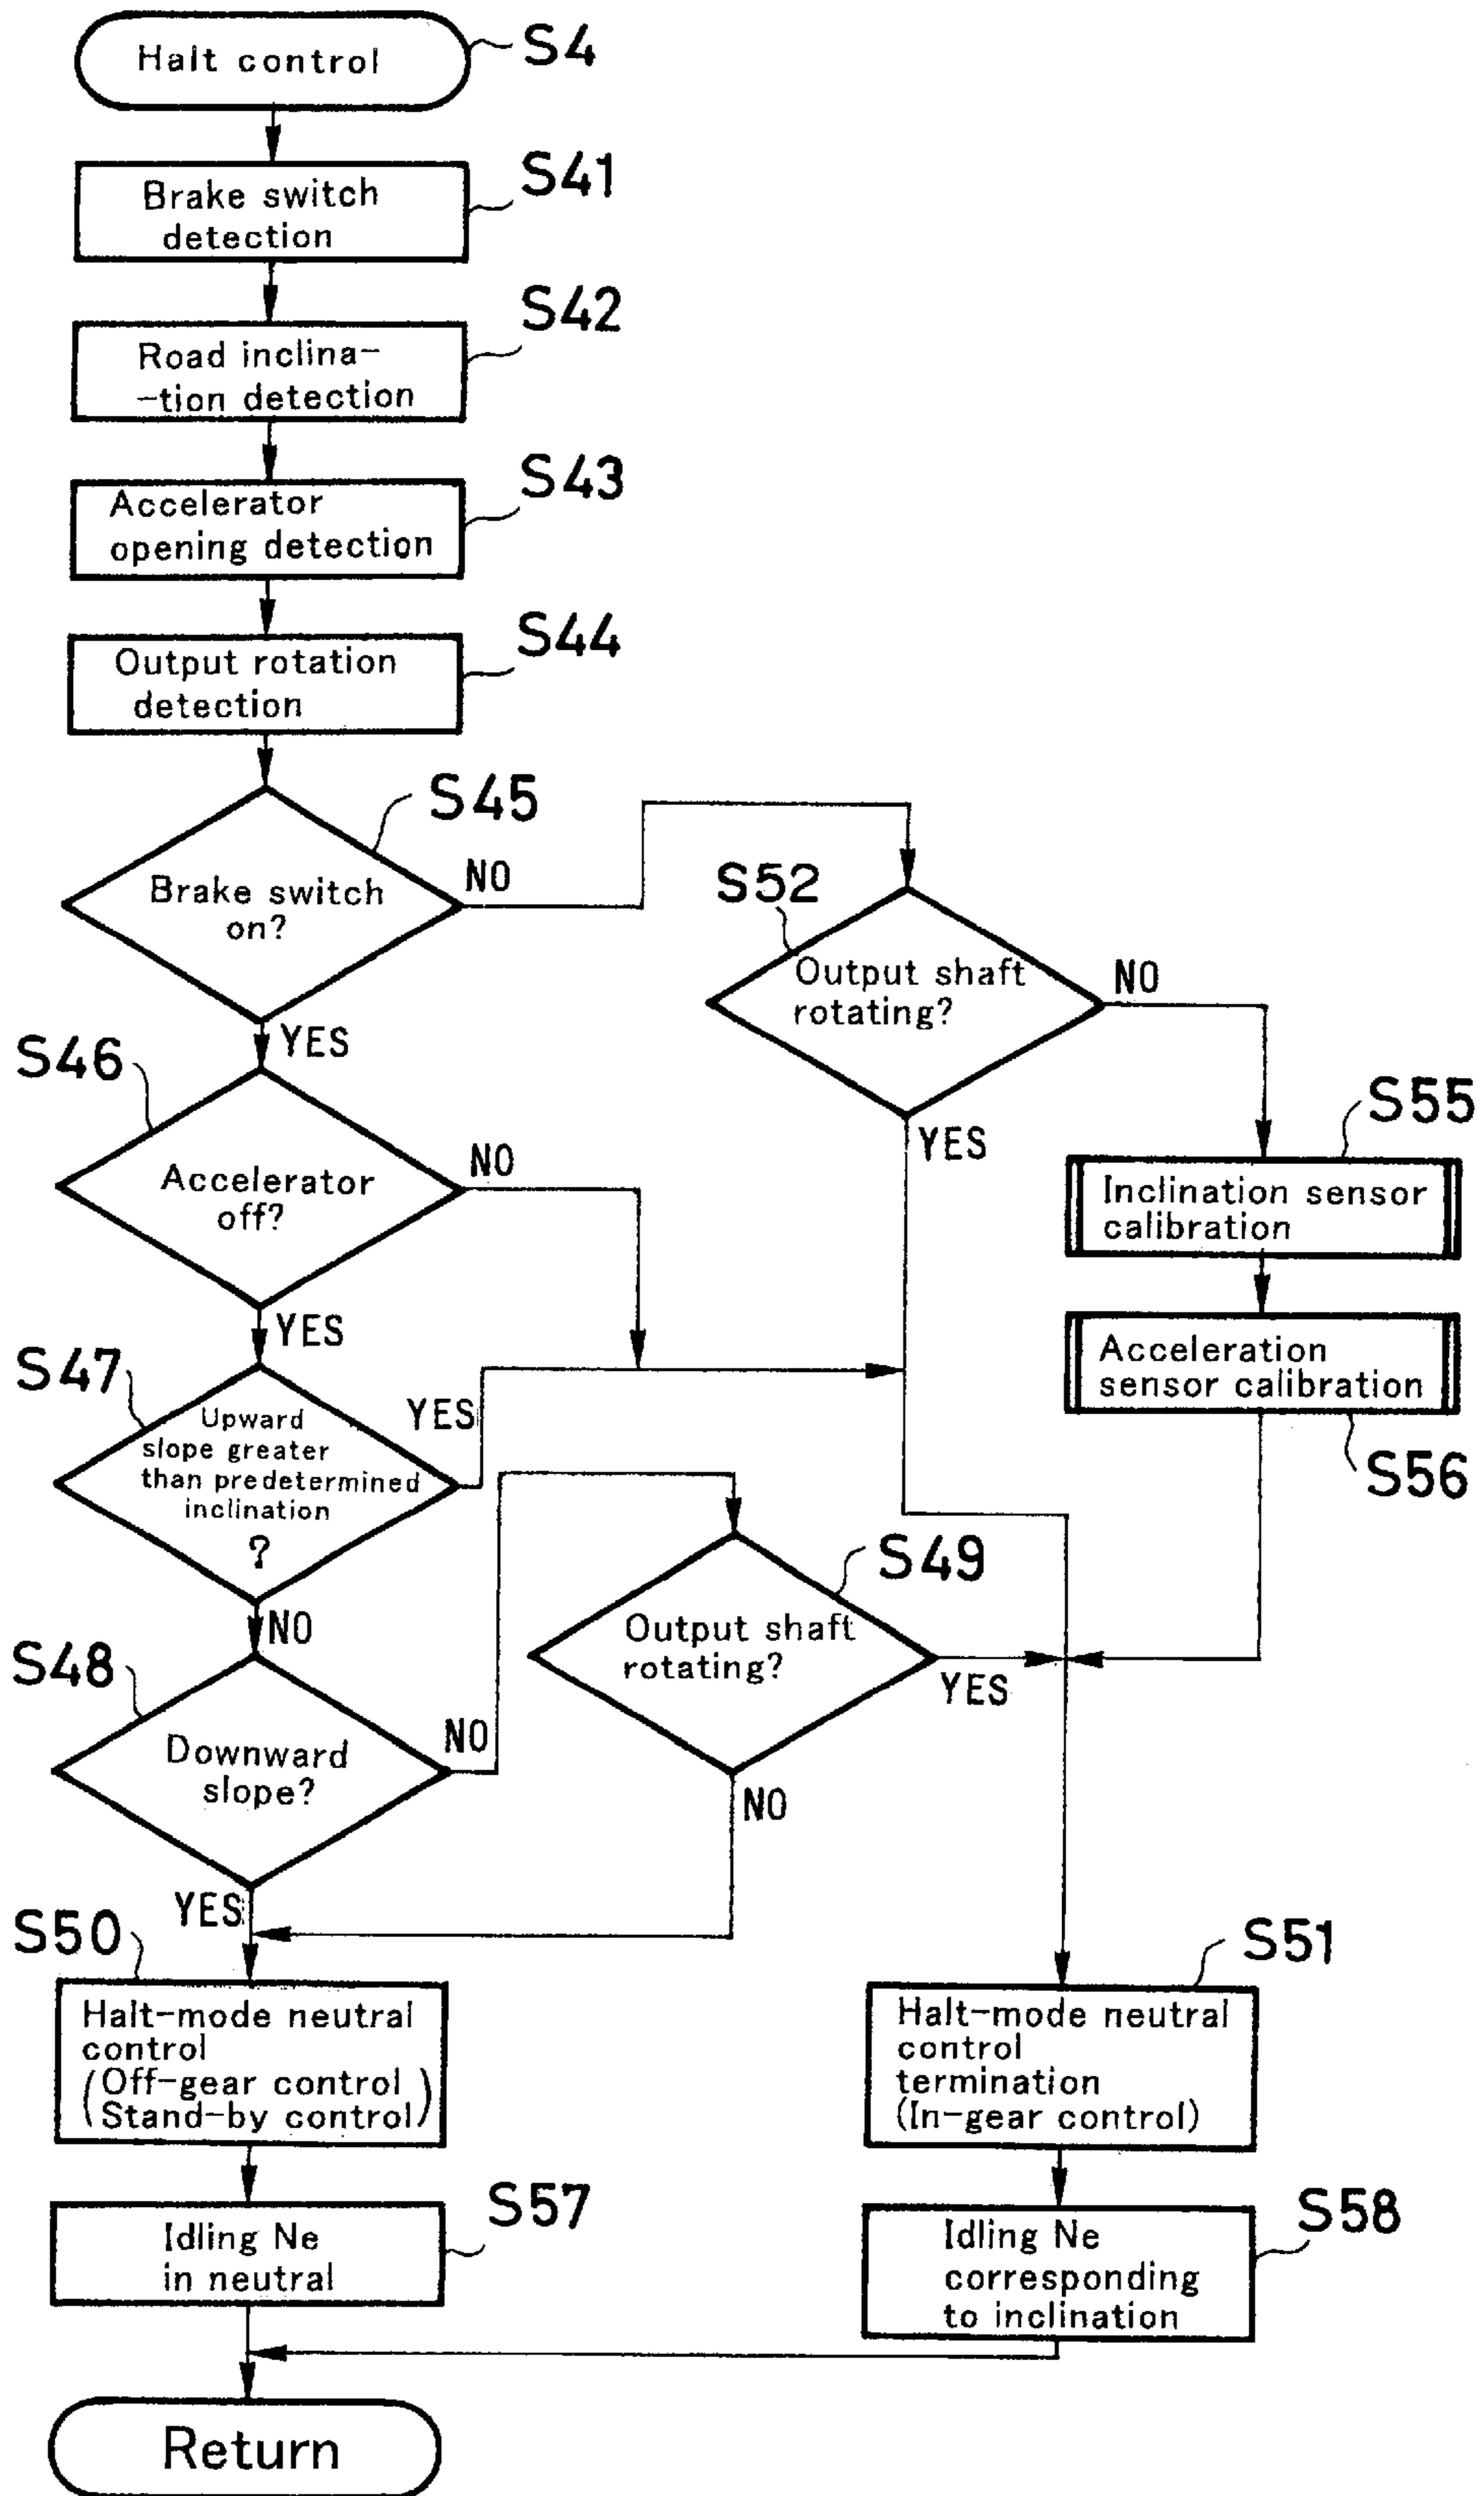 Halt control
S4
Brake switch
detection
S41
Road inclina-
-tion detection
S42
Accelerator
opening detection
S43
Output rotation
detection
S44
S45
Brake switch
on?
NO
YES
S52
Output shaft
rotating?
NO
YES
S46
Accelerator
off?
NO
YES
S55
Inclination sensor
calibration
Acceleration
sensor calibration
S56
S47
Upward
slope greater
than predetermined
inclination
?
YES
NO
S49
Output shaft
rotating?
YES
NO
S48
Downward
slope?
NO
YES
S50
Halt-mode neutral
control
(Off-gear control
Stand-by control)
S51
Halt-mode neutral
control
termination
(In-gear control)
S57
Idling Ne
in neutral
S58
Idling Ne
corresponding
to inclination
Return